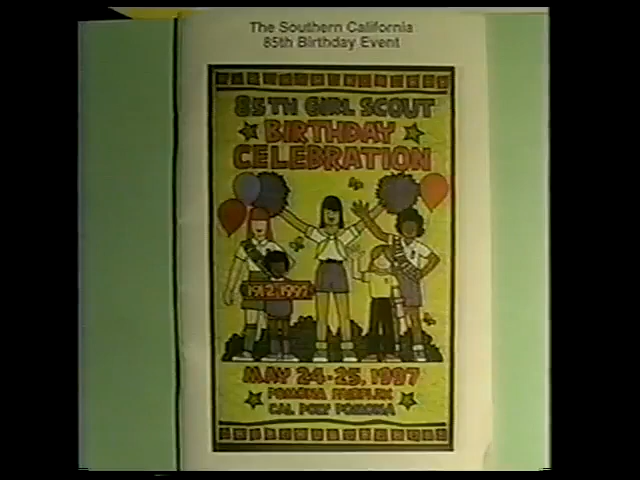 The Southern California
85th Birthday Event
85TH GIRL SCOUT
BIRTHDAY
CELEBRATION
1912-1997
MAY 24-25, 1997
POMONA FAIRPLEX
CAL POLY POMONA